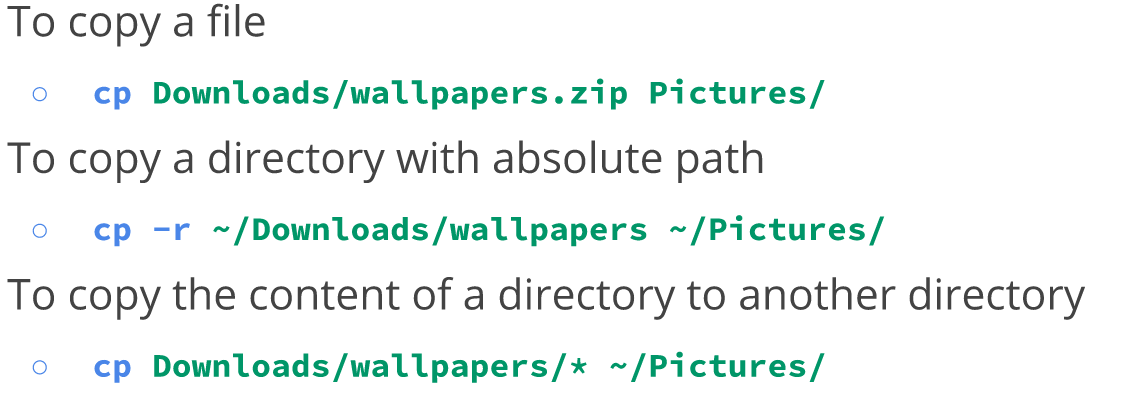 To copy a file
○ cp Downloads/wallpapers.zip Pictures/
To copy a directory with absolute path
○ cp -r ~/Downloads/wallpapers ~/Pictures/
To copy the content of a directory to another directory
○ cp Downloads/wallpapers/* ~/Pictures/